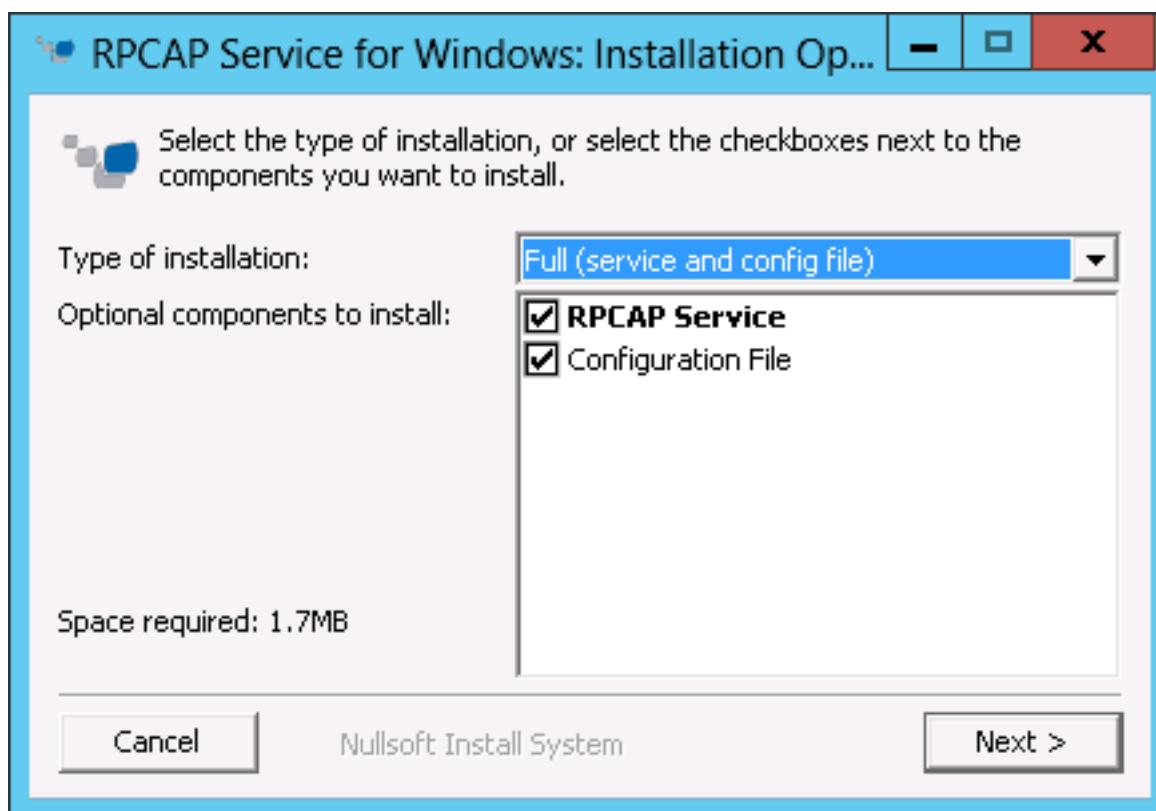 RPCAP Service for Windows: Installation Op...
Select the type of installation, or select the checkboxes next to the
components you want to install.
Type of installation:
Full (service and config file)
Optional components to install:
RPCAP Service
Configuration File
Space required: 1.7MB
Cancel
Nullsoft Install System
Next >